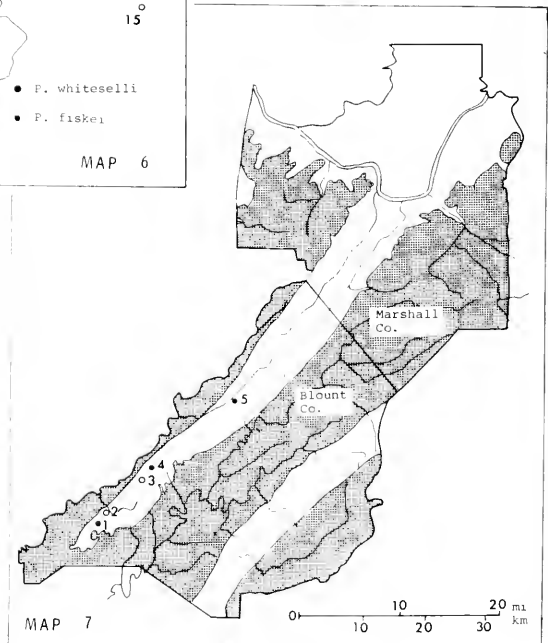 15
P. whiteselli
P. fiskei
MAP 6
Marshall
Co.
Blount
Co.
5
4
3
2
1
0 10 20 mi
10 20 30 km
MAP 7